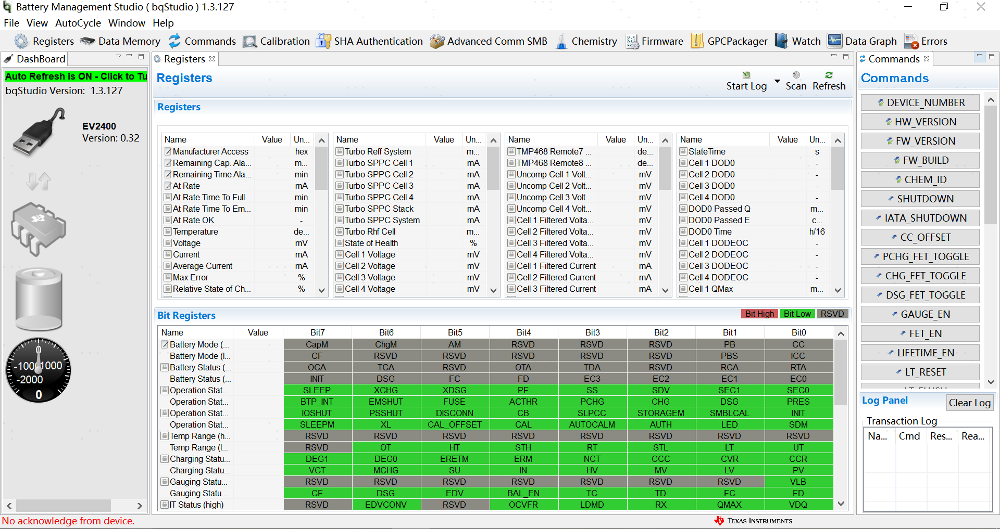 Battery Management Studio ( bqStudio ) 1.3.127
File View AutoCycle Window Help
Registers Data Memory Commands Calibration SHA Authentication Advanced Comm SMB Chemistry Firmware GPCPackager Watch Data Graph Errors
DashBoard
Auto Refresh is ON - Click to Tu
bqStudio Version: 1.3.127
EV2400
Version: 0.32
0
-1000 1000
-2000
0
Registers
Registers
Start Log Scan Refresh
Registers
Name Value Un...
Manufacturer Access hex
Remaining Cap. Ala... m...
Remaining Time Ala... min
At Rate mA
At Rate Time To Full min
At Rate Time To Em... min
At Rate OK -
Temperature de...
Voltage mV
Current mA
Average Current mA
Max Error %
Relative State of Ch... %
Name Value Un...
Turbo Reff System m...
Turbo SPPC Cell 1 mA
Turbo SPPC Cell 2 mA
Turbo SPPC Cell 3 mA
Turbo SPPC Cell 4 mA
Turbo SPPC Stack mA
Turbo SPPC System mA
Turbo Rhf Cell m...
State of Health %
Cell 1 Voltage mV
Cell 2 Voltage mV
Cell 3 Voltage mV
Cell 4 Voltage mV
Name Value Un...
TMP468 Remote7 ... de...
TMP468 Remote8 ... de...
Uncomp Cell 1 Volt... mV
Uncomp Cell 2 Volt... mV
Uncomp Cell 3 Volt... mV
Uncomp Cell 4 Volt... mV
Cell 1 Filtered Volta... mV
Cell 2 Filtered Volta... mV
Cell 3 Filtered Volta... mV
Cell 4 Filtered Volta... mV
Cell 1 Filtered Current mA
Cell 2 Filtered Current mA
Cell 3 Filtered Current mA
Name Value Un...
StateTime s
Cell 1 DOD0 -
Cell 2 DOD0 -
Cell 3 DOD0 -
Cell 4 DOD0 -
DOD0 Passed Q m...
DOD0 Passed E c...
DOD0 Time h/16
Cell 1 DODEOC -
Cell 2 DODEOC -
Cell 3 DODEOC -
Cell 4 DODEOC -
Cell 1 QMax m...
Bit Registers Bit High Bit Low RSVD
Name Value Bit7 Bit6 Bit5 Bit4 Bit3 Bit2 Bit1 Bit0
Battery Mode (... CapM ChgM AM RSVD RSVD RSVD PB CC
Battery Mode (l... CF RSVD RSVD RSVD RSVD RSVD PBS ICC
Battery Status (... OCA TCA RSVD OTA TDA RSVD RCA RTA
Battery Status (... INIT DSG FC FD EC3 EC2 EC1 EC0
Operation Stat... SLEEP XCHG XDSG PF SS SDV SEC1 SEC0
Operation Stat... BTP_INT EMSHUT FUSE ACTHR PCHG CHG DSG PRES
Operation Stat... IOSHUT PSSHUT DISCONN CB SLPCC STORAGEM SMBLCAL INIT
Operation Stat... SLEEPM XL CAL_OFFSET CAL AUTOCALM AUTH LED SDM
Temp Range (h... RSVD RSVD RSVD RSVD RSVD RSVD RSVD RSVD
Temp Range (l... RSVD OT HT STH RT STL LT UT
Charging Statu... DEG1 DEG0 ERETM ERM NCT CCC CVR CCR
Charging Statu... VCT MCHG SU IN HV MV LV PV
Gauging Statu... RSVD RSVD RSVD RSVD RSVD RSVD RSVD VLB
Gauging Statu... CF DSG EDV BAL_EN TC TD FC FD
IT Status (high) RSVD EDVCONV RSVD OCVFR LDMD RX QMAX VDQ
Commands
Commands
DEVICE_NUMBER
HW_VERSION
FW_VERSION
FW_BUILD
CHEM_ID
SHUTDOWN
IATA_SHUTDOWN
CC_OFFSET
PCHG_FET_TOGGLE
CHG_FET_TOGGLE
DSG_FET_TOGGLE
GAUGE_EN
FET_EN
LIFETIME_EN
LT_RESET
Log Panel Clear Log
Transaction Log
Na... Cmd Res... Rea...
No acknowledge from device.
TEXAS INSTRUMENTS